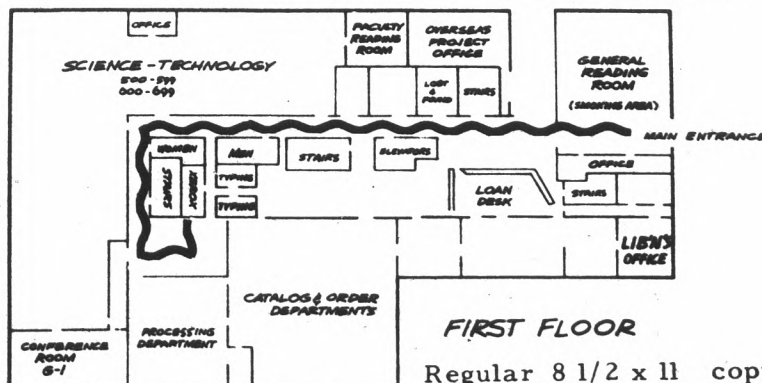 OFFICE
FACULTY
READING
ROOM
OVERSEAS
PROJECT
OFFICE
SCIENCE-TECHNOLOGY
500-599
600-699
GENERAL
READING
ROOM
(SMOKING AREA)
LOST
&
FOUND
STAIRS
MAIN ENTRANCE
WOMEN
MEN
STAIRS
ELEVATORS
OFFICE
STAIRS
XEROX
TYPING
TYPING
LOAN
DESK
STAIRS
LIB'N'S
OFFICE
CATALOG & ORDER
DEPARTMENTS
CONFERENCE
ROOM
G-1
PROCESSING
DEPARTMENT
FIRST FLOOR
Regular 8 1/2 x 11 cop